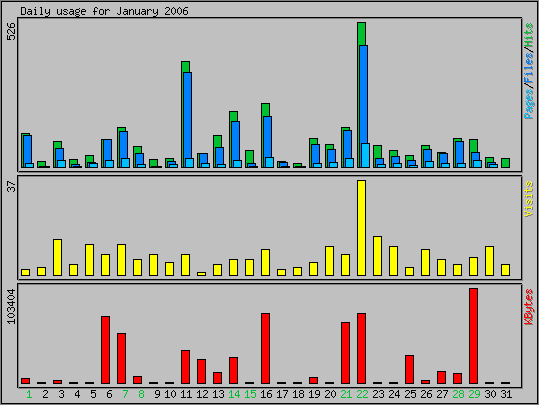 Daily usage for January 2006
526
Pages/Files/Hits
37
Visits
103404
KBytes
1 2 3 4 5 6 7 8 9 10 11 12 13 14 15 16 17 18 19 20 21 22 23 24 25 26 27 28 29 30 31